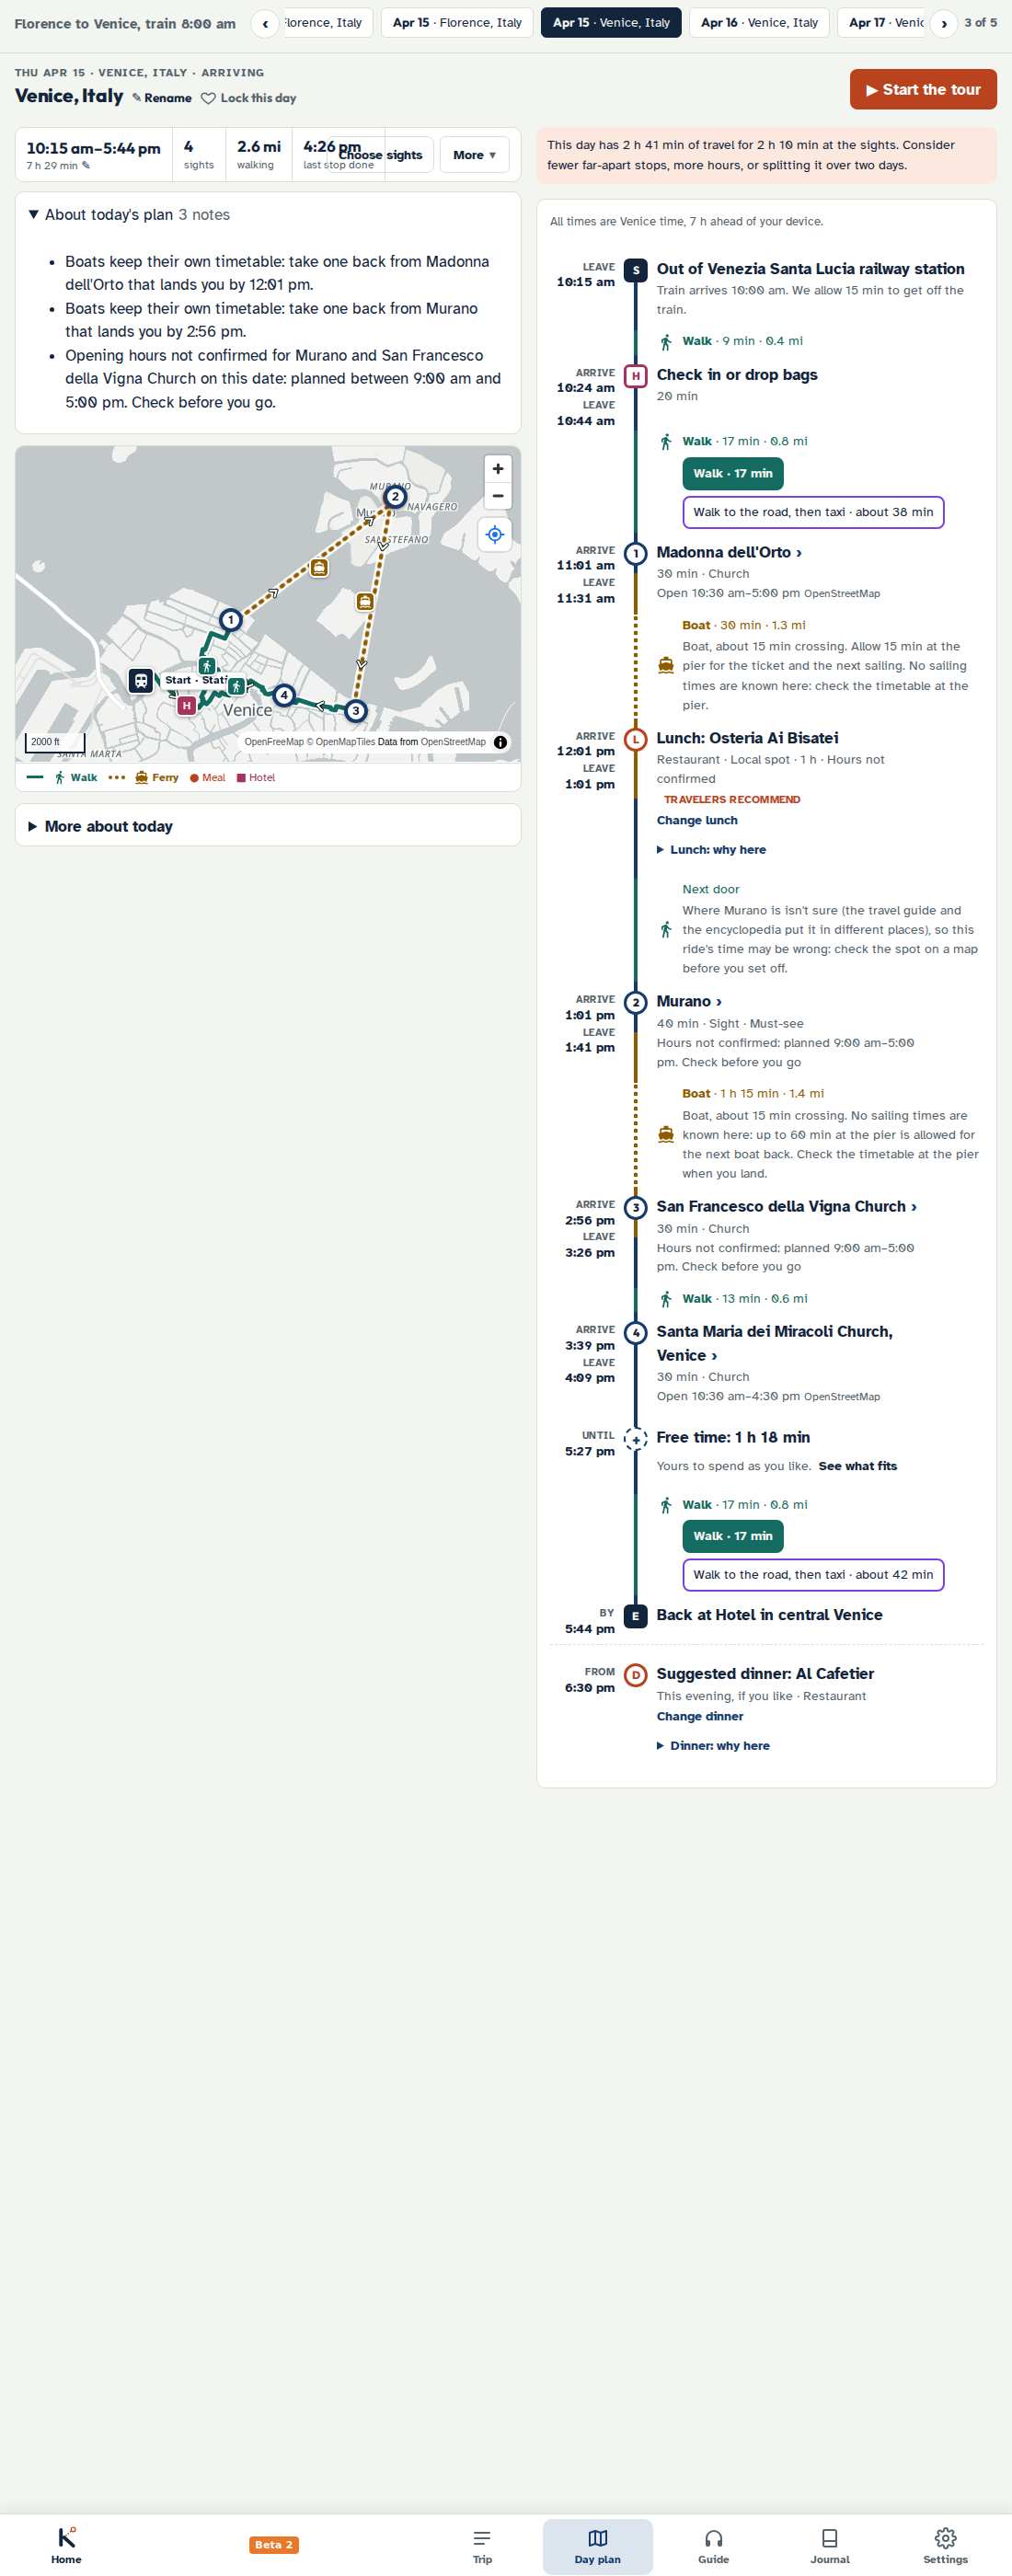 Florence to Venice, train 8:00 am
‹
Florence, Italy
Apr 15 · Florence, Italy
Apr 15 · Venice, Italy
Apr 16 · Venice, Italy
Apr 17 · Venic
›
3 of 5
THU APR 15 · VENICE, ITALY · ARRIVING
Venice, Italy ✎ Rename Lock this day
▶ Start the tour
10:15 am–5:44 pm
7 h 29 min ✎
4
sights
2.6 mi
walking
4:26 pm
last stop done
Choose sights
More ▼
▼ About today's plan 3 notes
• Boats keep their own timetable: take one back from Madonna
dell'Orto that lands you by 12:01 pm.
• Boats keep their own timetable: take one back from Murano
that lands you by 2:56 pm.
• Opening hours not confirmed for Murano and San Francesco
della Vigna Church on this date: planned between 9:00 am and
5:00 pm. Check before you go.
MURANO
2
NAVAGERO
SAN STEFANO
+
−
1
Start · Stati
H
Venice
4
3
2000 ft
SANTA MARTA
OpenFreeMap © OpenMapTiles Data from OpenStreetMap
Walk Ferry Meal Hotel
▶ More about today
This day has 2 h 41 min of travel for 2 h 10 min at the sights. Consider
fewer far-apart stops, more hours, or splitting it over two days.
All times are Venice time, 7 h ahead of your device.
LEAVE
10:15 am
S
Out of Venezia Santa Lucia railway station
Train arrives 10:00 am. We allow 15 min to get off the
train.
Walk · 9 min · 0.4 mi
ARRIVE
10:24 am
LEAVE
10:44 am
H
Check in or drop bags
20 min
Walk · 17 min · 0.8 mi
Walk · 17 min
Walk to the road, then taxi · about 38 min
ARRIVE
11:01 am
LEAVE
11:31 am
1
Madonna dell'Orto ›
30 min · Church
Open 10:30 am–5:00 pm OpenStreetMap
Boat · 30 min · 1.3 mi
Boat, about 15 min crossing. Allow 15 min at the
pier for the ticket and the next sailing. No sailing
times are known here: check the timetable at the
pier.
ARRIVE
12:01 pm
LEAVE
1:01 pm
L
Lunch: Osteria Ai Bisatei
Restaurant · Local spot · 1 h · Hours not
confirmed
TRAVELERS RECOMMEND
Change lunch
▶ Lunch: why here
Next door
Where Murano is isn't sure (the travel guide and
the encyclopedia put it in different places), so this
ride's time may be wrong: check the spot on a map
before you set off.
ARRIVE
1:01 pm
LEAVE
1:41 pm
2
Murano ›
40 min · Sight · Must-see
Hours not confirmed: planned 9:00 am–5:00
pm. Check before you go
Boat · 1 h 15 min · 1.4 mi
Boat, about 15 min crossing. No sailing times are
known here: up to 60 min at the pier is allowed for
the next boat back. Check the timetable at the pier
when you land.
ARRIVE
2:56 pm
LEAVE
3:26 pm
3
San Francesco della Vigna Church ›
30 min · Church
Hours not confirmed: planned 9:00 am–5:00
pm. Check before you go
Walk · 13 min · 0.6 mi
ARRIVE
3:39 pm
LEAVE
4:09 pm
4
Santa Maria dei Miracoli Church,
Venice ›
30 min · Church
Open 10:30 am–4:30 pm OpenStreetMap
UNTIL
5:27 pm
+
Free time: 1 h 18 min
Yours to spend as you like. See what fits
Walk · 17 min · 0.8 mi
Walk · 17 min
Walk to the road, then taxi · about 42 min
BY
5:44 pm
E
Back at Hotel in central Venice
FROM
6:30 pm
D
Suggested dinner: Al Cafetier
This evening, if you like · Restaurant
Change dinner
▶ Dinner: why here
Home
Beta 2
Trip
Day plan
Guide
Journal
Settings